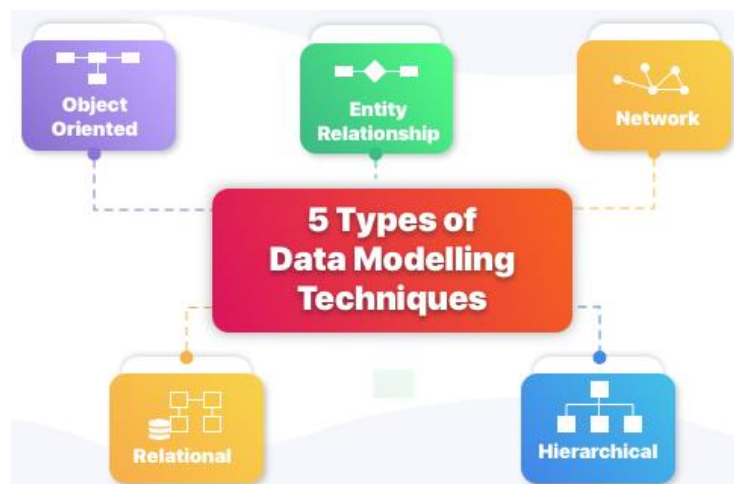 Object
Oriented
Entity
Relationship
Network
5 Types of
Data Modelling
Techniques
Relational
Hierarchical